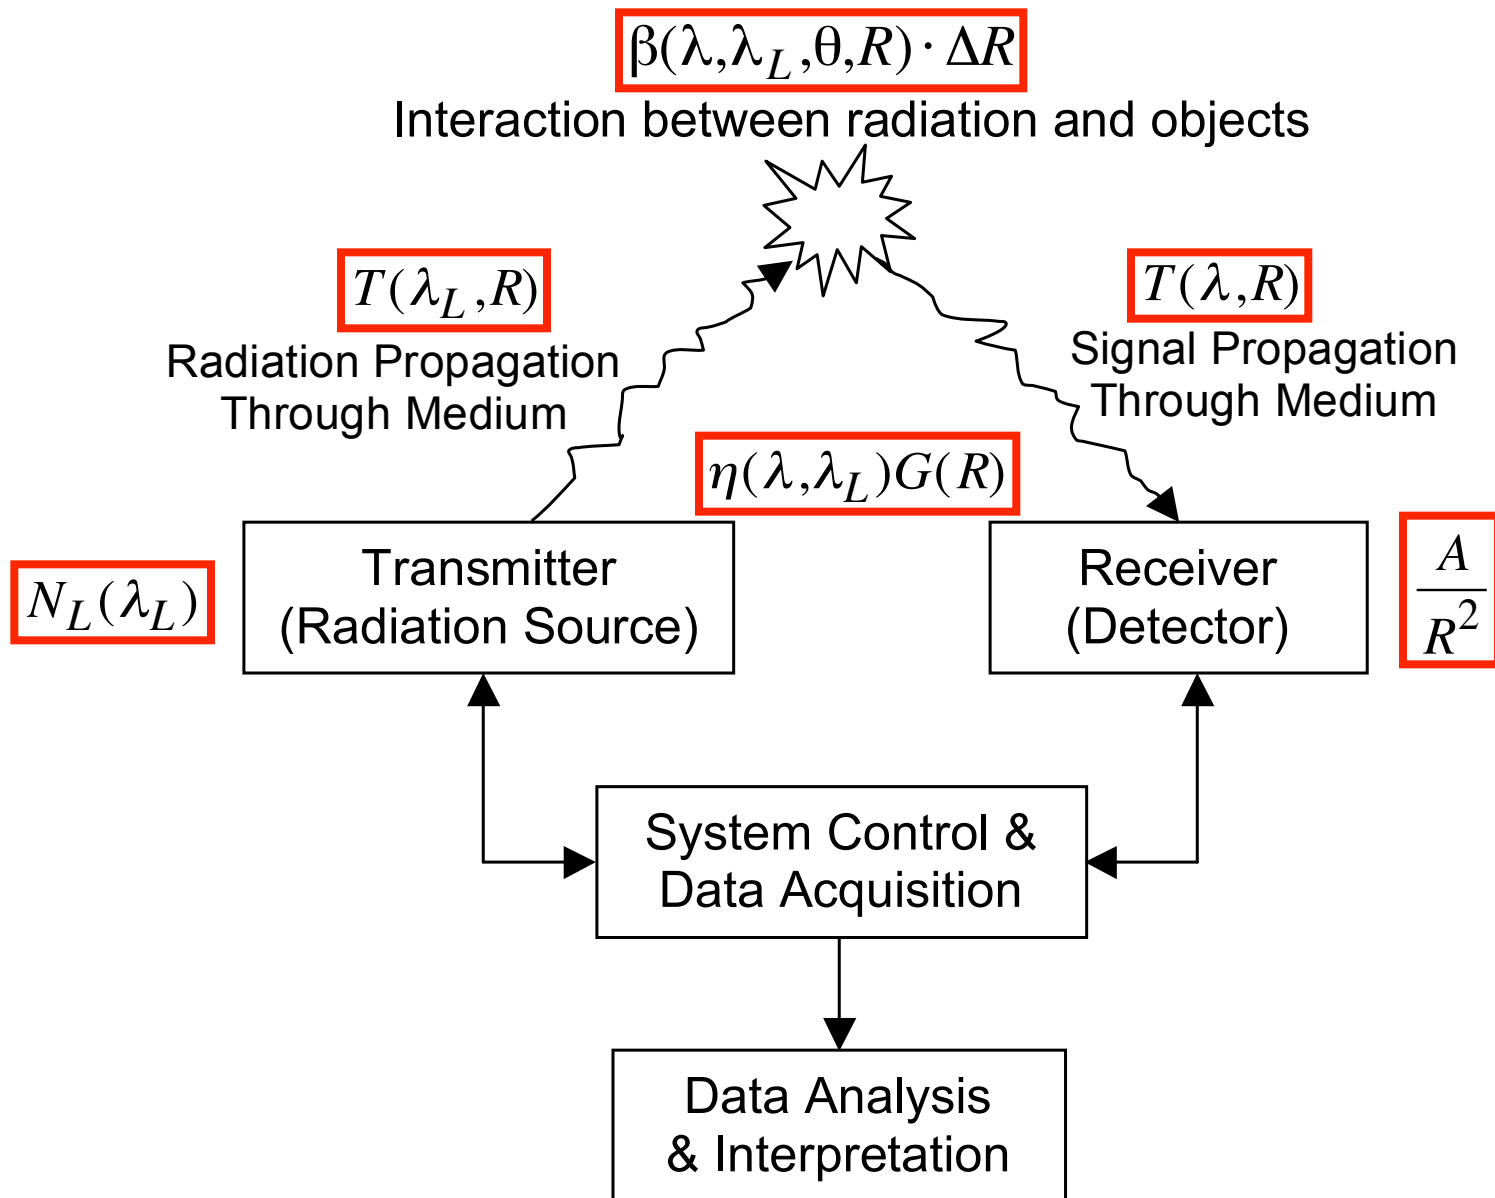 β(λ,λ_L,θ,R)·ΔR
Interaction between radiation and objects
T(λ_L,R)
Radiation Propagation
Through Medium
T(λ,R)
Signal Propagation
Through Medium
η(λ,λ_L)G(R)
N_L(λ_L)
Transmitter
(Radiation Source)
Receiver
(Detector)
A
R²
System Control &
Data Acquisition
Data Analysis
& Interpretation